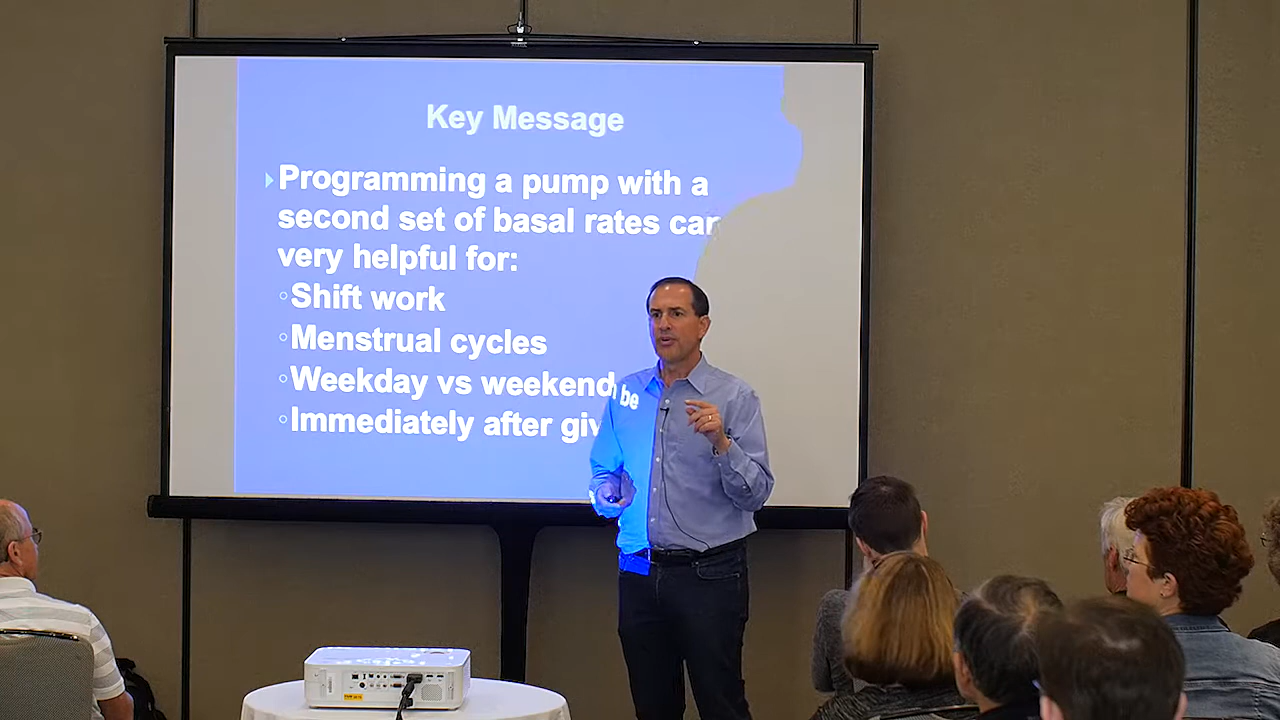 Key Message
Programming a pump with a
second set of basal rates can
very helpful for:
Shift work
Menstrual cycles
Weekday vs weekend
be
Immediately after giv